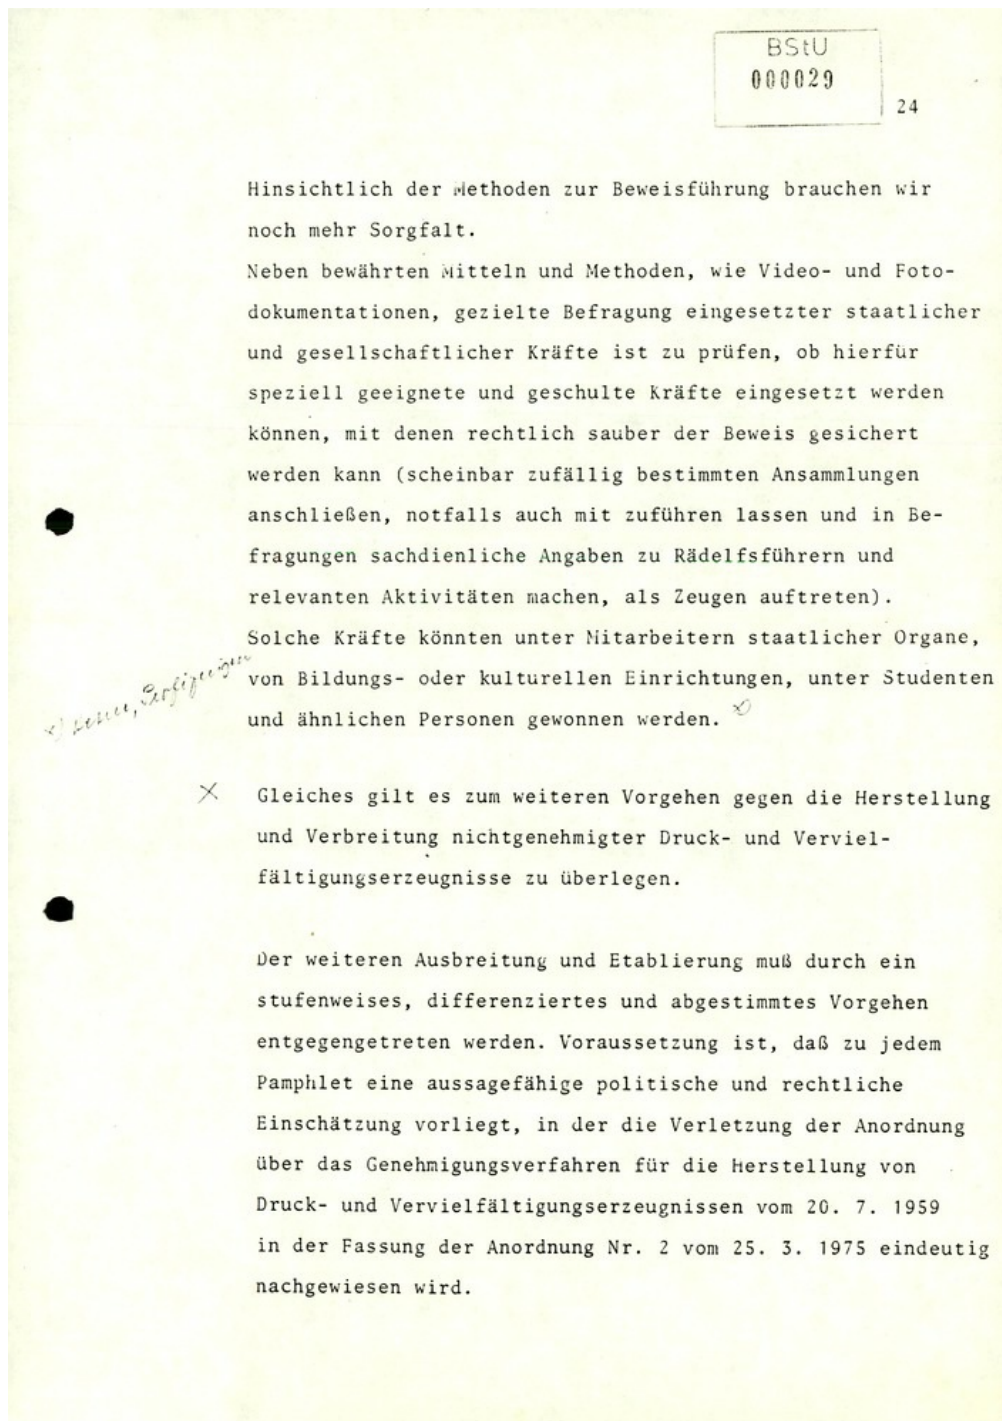 BStU
000029
24
Hinsichtlich der Methoden zur Beweisführung brauchen wir
noch mehr Sorgfalt.
Neben bewährten Mitteln und Methoden, wie Video- und Foto-
dokumentationen, gezielte Befragung eingesetzter staatlicher
und gesellschaftlicher Kräfte ist zu prüfen, ob hierfür
speziell geeignete und geschulte Kräfte eingesetzt werden
können, mit denen rechtlich sauber der Beweis gesichert
werden kann (scheinbar zufällig bestimmten Ansammlungen
anschließen, notfalls auch mit zuführen lassen und in Be-
fragungen sachdienliche Angaben zu Rädelfsführern und
relevanten Aktivitäten machen, als Zeugen auftreten).
Solche Kräfte könnten unter Mitarbeitern staatlicher Organe,
von Bildungs- oder kulturellen Einrichtungen, unter Studenten
und ähnlichen Personen gewonnen werden. x)
x)
X Gleiches gilt es zum weiteren Vorgehen gegen die Herstellung
und Verbreitung nichtgenehmigter Druck- und Verviel-
fältigungserzeugnisse zu überlegen.
Der weiteren Ausbreitung und Etablierung muß durch ein
stufenweises, differenziertes und abgestimmtes Vorgehen
entgegengetreten werden. Voraussetzung ist, daß zu jedem
Pamphlet eine aussagefähige politische und rechtliche
Einschätzung vorliegt, in der die Verletzung der Anordnung
über das Genehmigungsverfahren für die Herstellung von
Druck- und Vervielfältigungserzeugnissen vom 20. 7. 1959
in der Fassung der Anordnung Nr. 2 vom 25. 3. 1975 eindeutig
nachgewiesen wird.